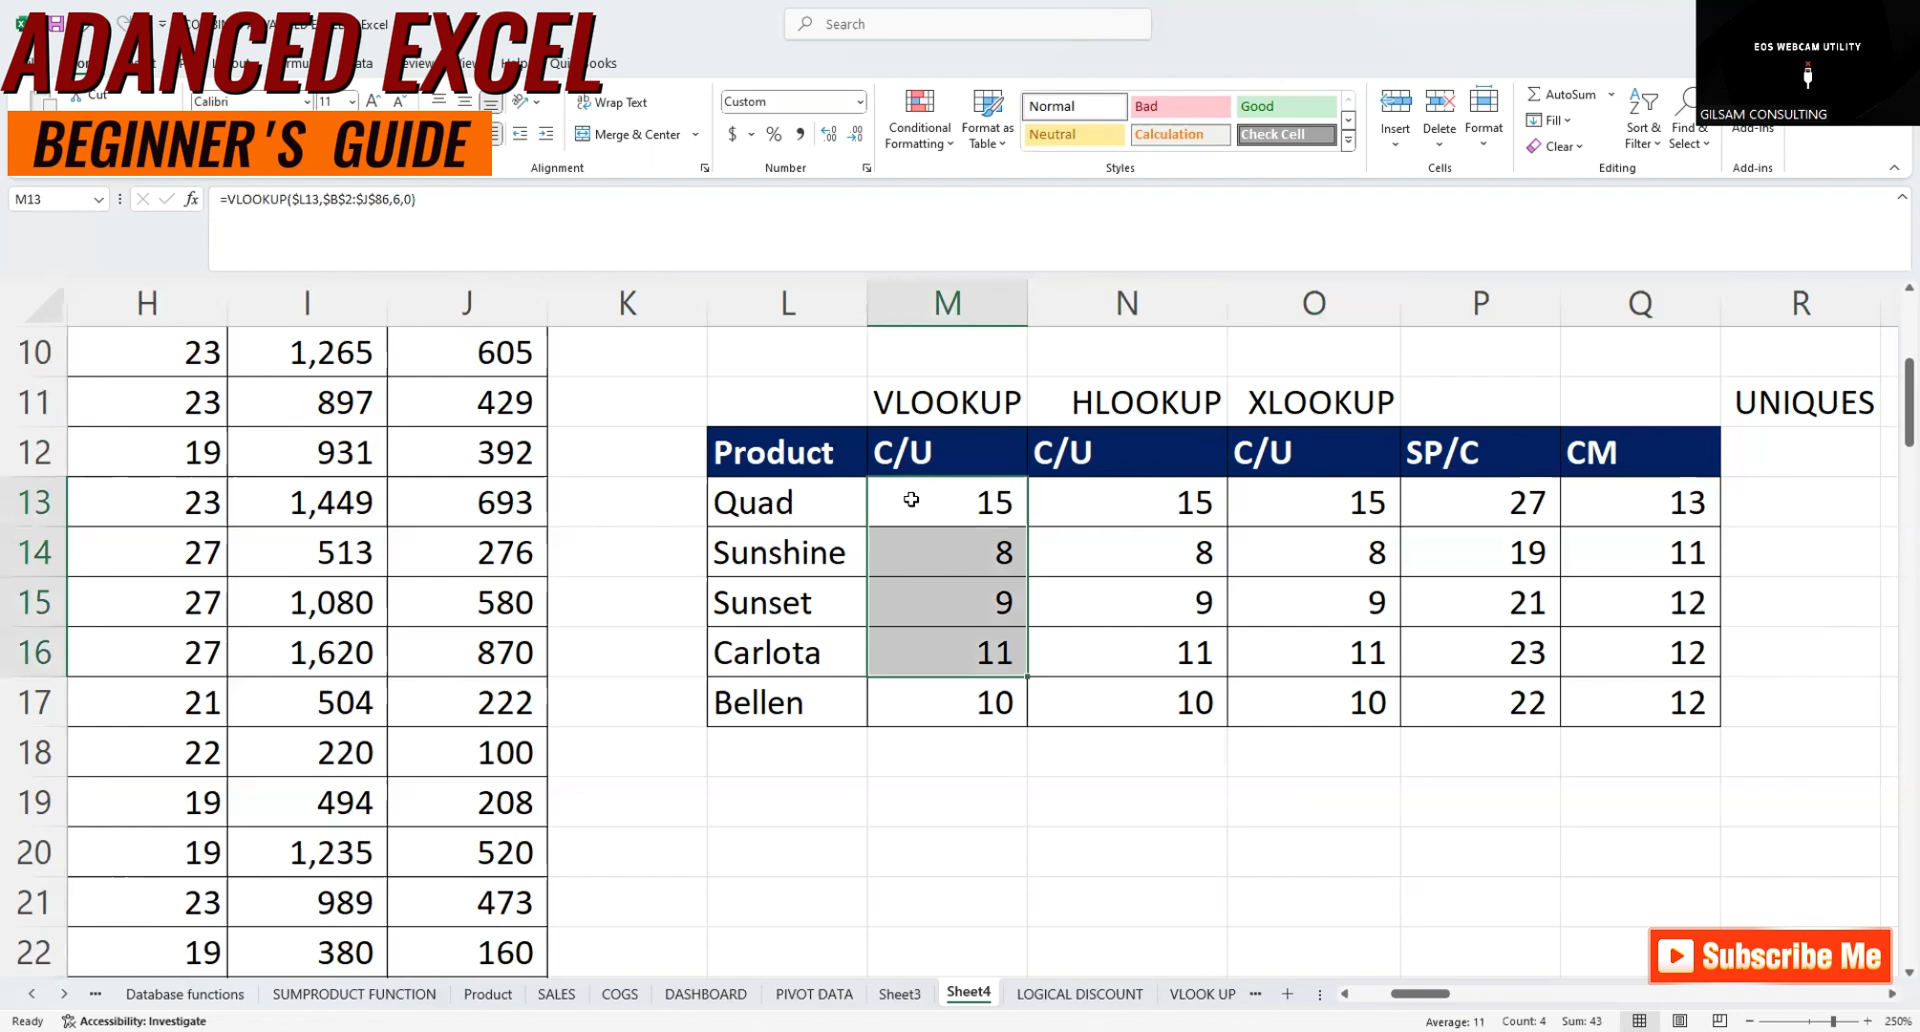 Excel
Search
ADANCED EXCEL
BEGINNER'S GUIDE
EOS WEBCAM UTILITY
GILSAM CONSULTING
Help
Cut
Calibri 11
Wrap Text
Merge & Center
Custom
Conditional Formatting
Format as Table
Normal Bad Good
Neutral Calculation Check Cell
Insert Delete Format
AutoSum
Fill
Clear
Sort & Filter
Find & Select
Add-ins
Alignment Number Styles Cells Editing Add-ins
M13 fx =VLOOKUP($L13,$B$2:$J$86,6,0)
H I J K L M N O P Q R
10 23 1,265 605
11 23 897 429 VLOOKUP HLOOKUP XLOOKUP UNIQUES
12 19 931 392 Product C/U C/U C/U SP/C CM
13 23 1,449 693 Quad 15 15 15 27 13
14 27 513 276 Sunshine 8 8 8 19 11
15 27 1,080 580 Sunset 9 9 9 21 12
16 27 1,620 870 Carlota 11 11 11 23 12
17 21 504 222 Bellen 10 10 10 22 12
18 22 220 100
19 19 494 208
20 19 1,235 520
21 23 989 473
22 19 380 160
Subscribe Me
Database functions SUMPRODUCT FUNCTION Product SALES COGS DASHBOARD PIVOT DATA Sheet3 Sheet4 LOGICAL DISCOUNT VLOOK UP
Ready Accessibility: Investigate Average: 11 Count: 4 Sum: 43 250%